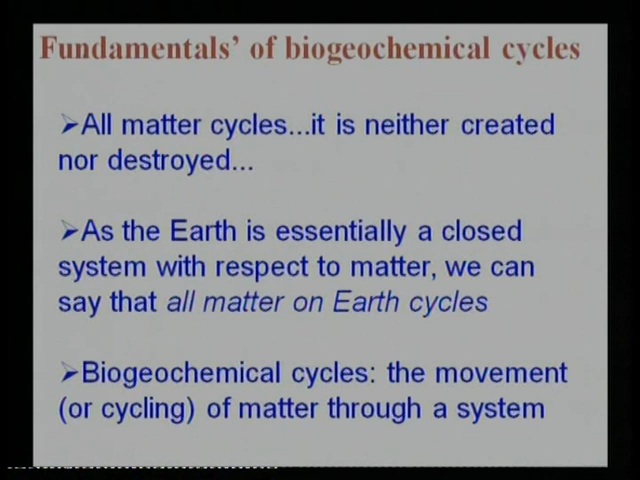 Fundamentals’ of biogeochemical cycles
➢All matter cycles...it is neither created
nor destroyed...
➢As the Earth is essentially a closed
system with respect to matter, we can
say that all matter on Earth cycles
➢Biogeochemical cycles: the movement
(or cycling) of matter through a system